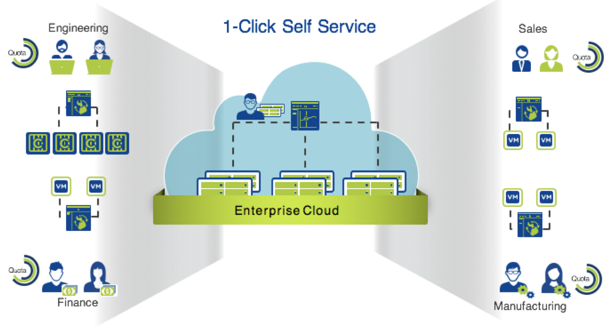 1-Click Self Service
Engineering
Quota
C C C C
VM VM
Quota
Finance
Enterprise Cloud
Sales
Quota
VM VM
VM VM
Quota
Manufacturing